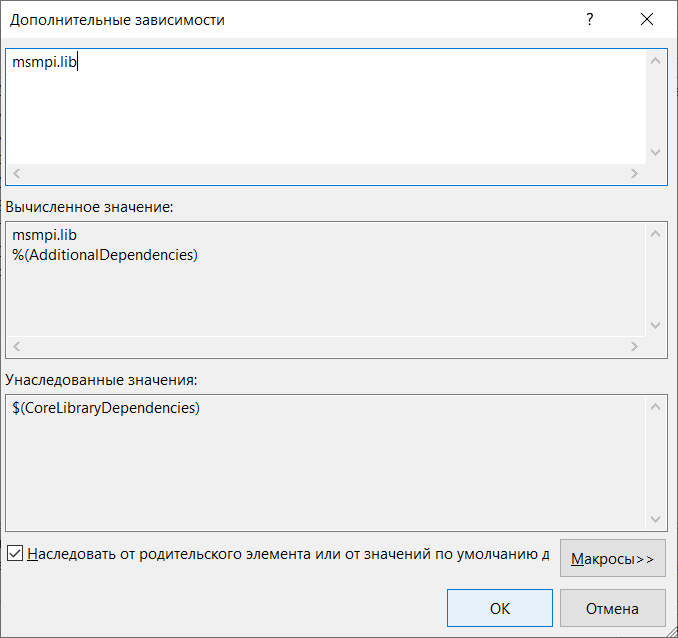 Дополнительные зависимости
?
msmpi.lib
Вычисленное значение:
msmpi.lib
%(AdditionalDependencies)
Унаследованные значения:
$(CoreLibraryDependencies)
Наследовать от родительского элемента или от значений по умолчанию д
Макросы>>
ОК
Отмена